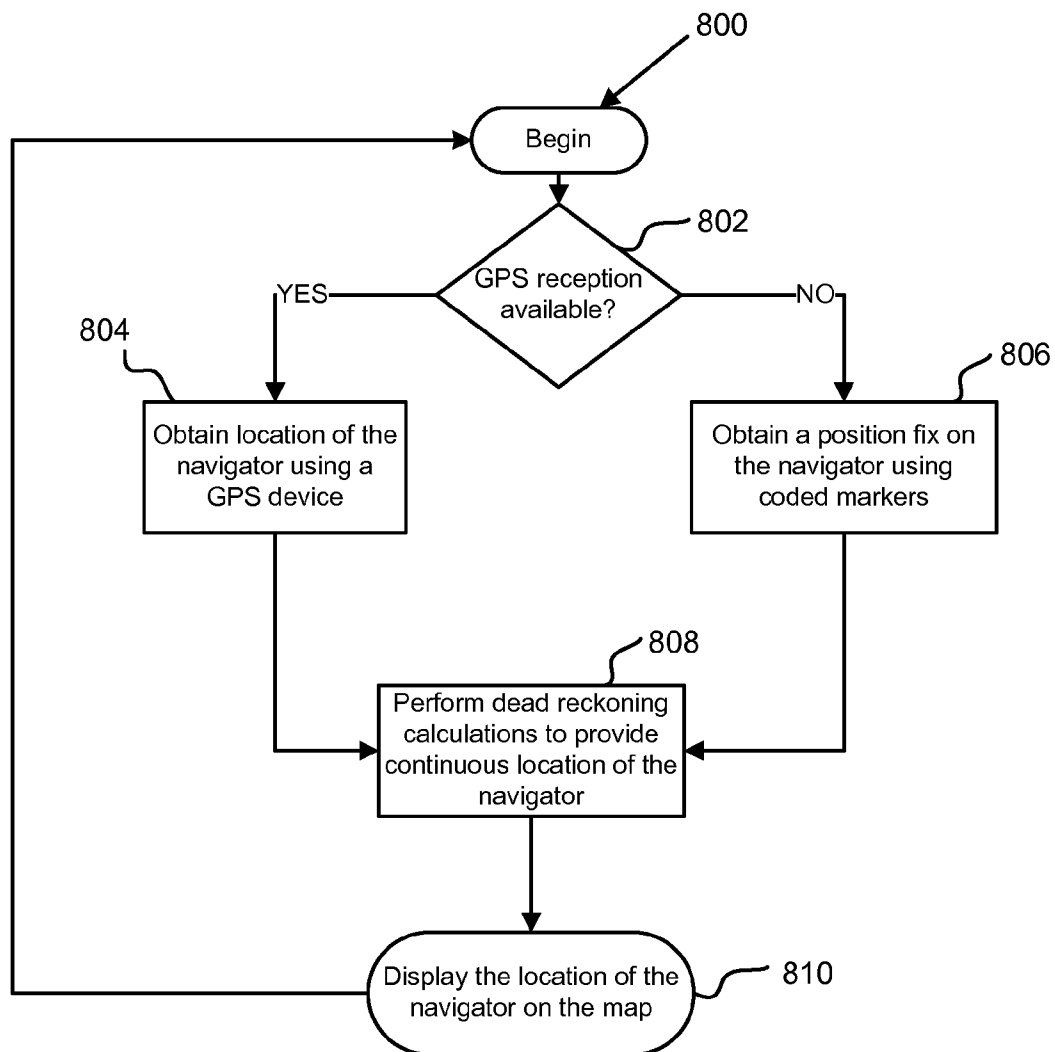 800
Begin
802
GPS reception
available?
YES
NO
804
806
Obtain location of the
navigator using a
GPS device
Obtain a position fix on
the navigator using
coded markers
808
Perform dead reckoning
calculations to provide
continuous location of the
navigator
Display the location of the
navigator on the map
810